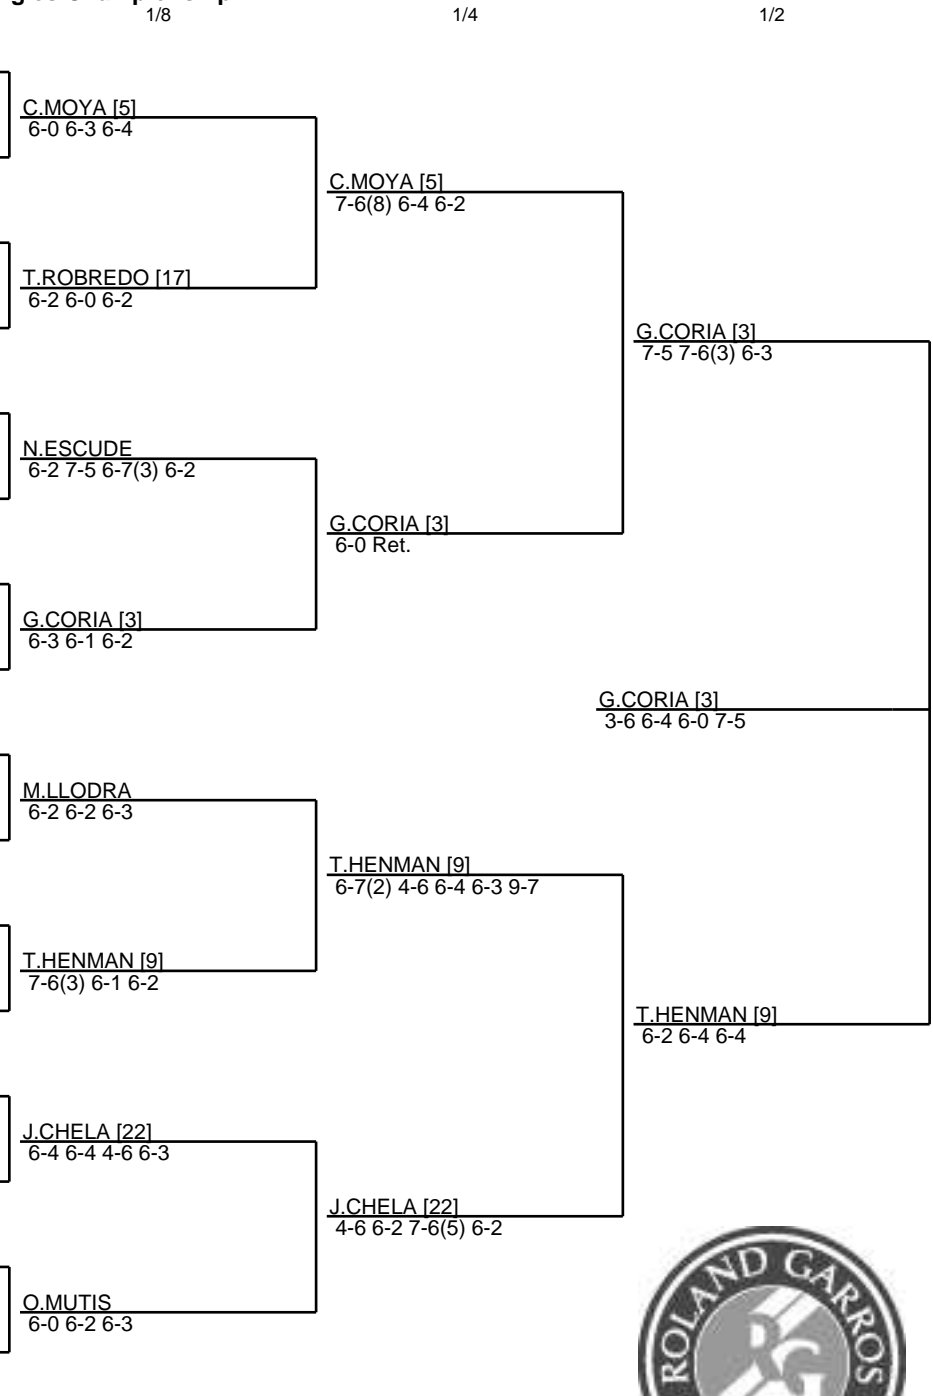 1/8 1/4 1/2
C.MOYA [5]
6-0 6-3 6-4
C.MOYA [5]
7-6(8) 6-4 6-2
T.ROBREDO [17]
6-2 6-0 6-2
G.CORIA [3]
7-5 7-6(3) 6-3
N.ESCUDE
6-2 7-5 6-7(3) 6-2
G.CORIA [3]
6-0 Ret.
G.CORIA [3]
6-3 6-1 6-2
G.CORIA [3]
3-6 6-4 6-0 7-5
M.LLODRA
6-2 6-2 6-3
T.HENMAN [9]
6-7(2) 4-6 6-4 6-3 9-7
T.HENMAN [9]
7-6(3) 6-1 6-2
T.HENMAN [9]
6-2 6-4 6-4
J.CHELA [22]
6-4 6-4 4-6 6-3
J.CHELA [22]
4-6 6-2 7-6(5) 6-2
O.MUTIS
6-0 6-2 6-3
ROLAND GARROS
RG